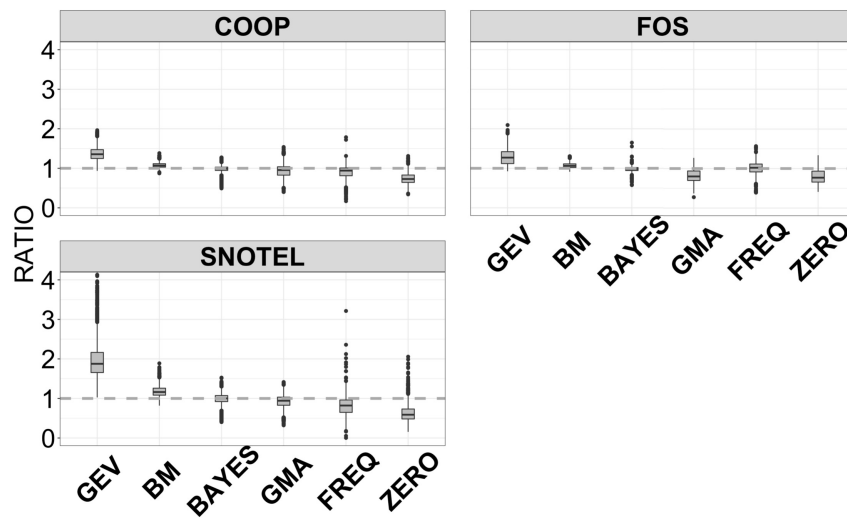 COOP
FOS
4
3
2
1
0
RATIO
GEV
BM
BAYES
GMA
FREQ
ZERO
SNOTEL
4
3
2
1
0
GEV
BM
BAYES
GMA
FREQ
ZERO